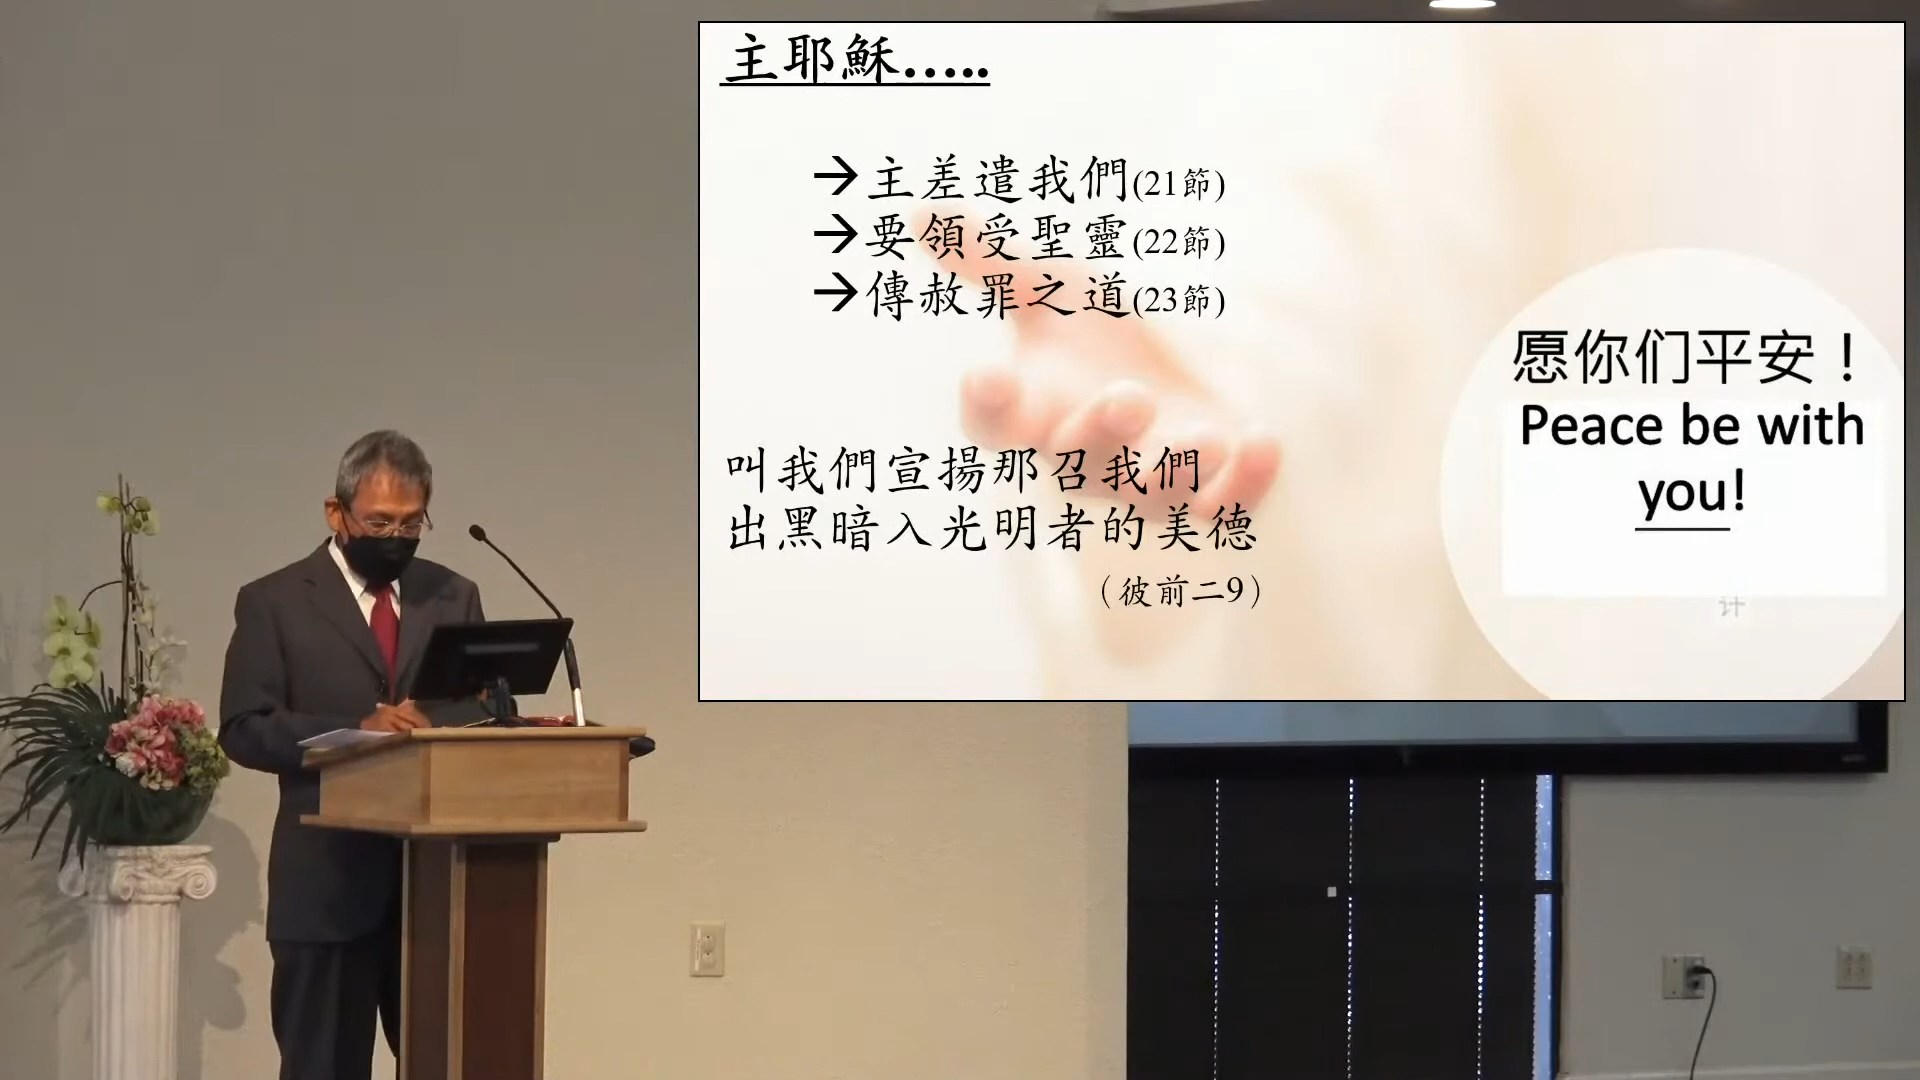 主耶穌…..
→主差遣我們(21節)
→要領受聖靈(22節)
→傳赦罪之道(23節)
叫我們宣揚那召我們
出黑暗入光明者的美德
（彼前二9）
愿你们平安！
Peace be with
you!
计